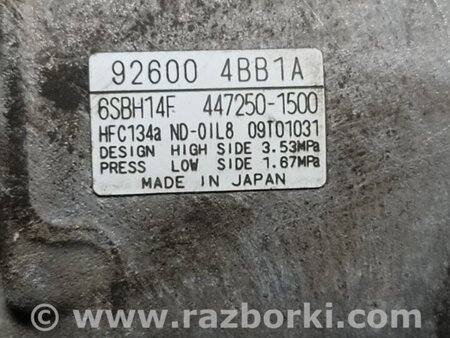 92600 4BB1A
6SBH14F 447250-1500
HFC134a ND-OIL8 09T01031
DESIGN HIGH SIDE 3.53MPa
PRESS LOW SIDE 1.67MPa
MADE IN JAPAN
© www.razborki.com